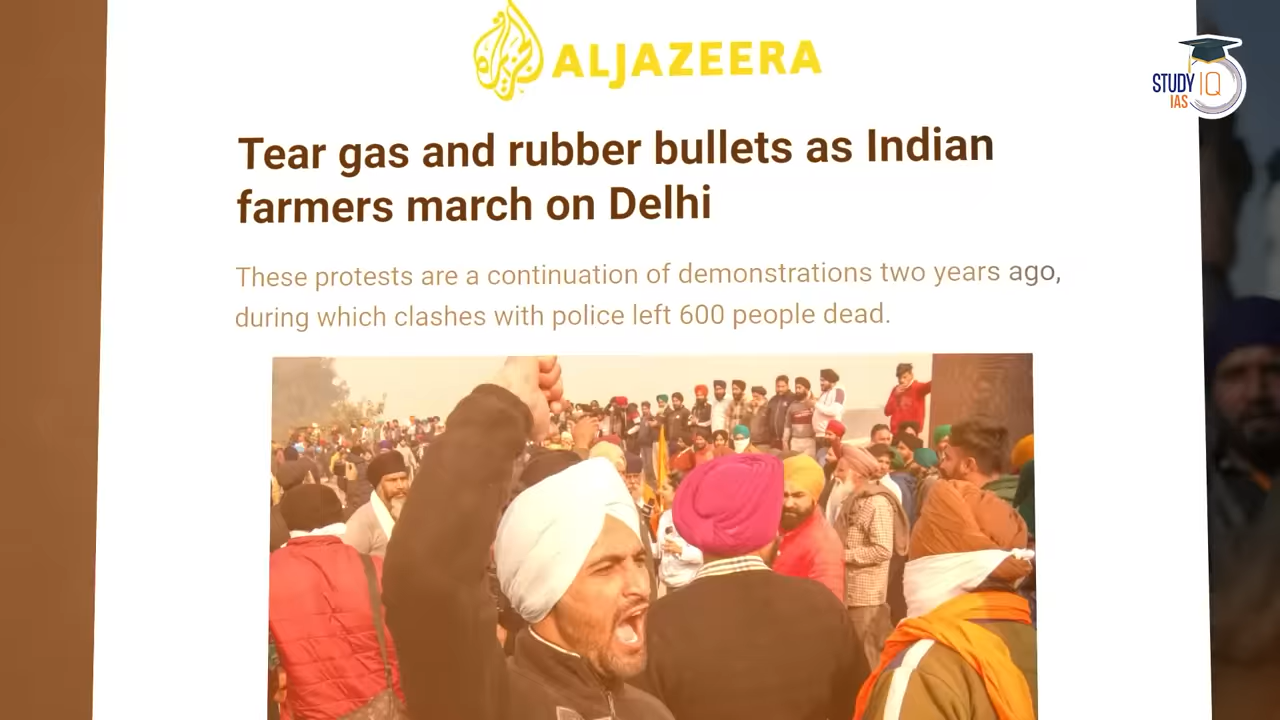 ALJAZEERA
STUDY IQ
IAS
Tear gas and rubber bullets as Indian
farmers march on Delhi
These protests are a continuation of demonstrations two years ago,
during which clashes with police left 600 people dead.